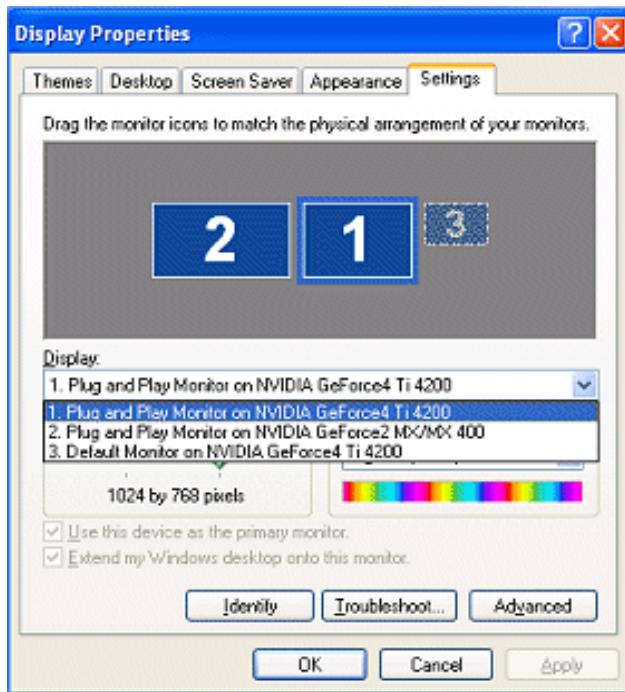 Display Properties
Themes Desktop Screen Saver Appearance Settings
Drag the monitor icons to match the physical arrangement of your monitors.
2 1 3
Display:
1. Plug and Play Monitor on NVIDIA GeForce4 Ti 4200
1. Plug and Play Monitor on NVIDIA GeForce4 Ti 4200
2. Plug and Play Monitor on NVIDIA GeForce2 MX/MX 400
3. Default Monitor on NVIDIA GeForce4 Ti 4200
1024 by 768 pixels
Use this device as the primary monitor.
Extend my Windows desktop onto this monitor.
Identify Troubleshoot... Advanced
OK Cancel Apply